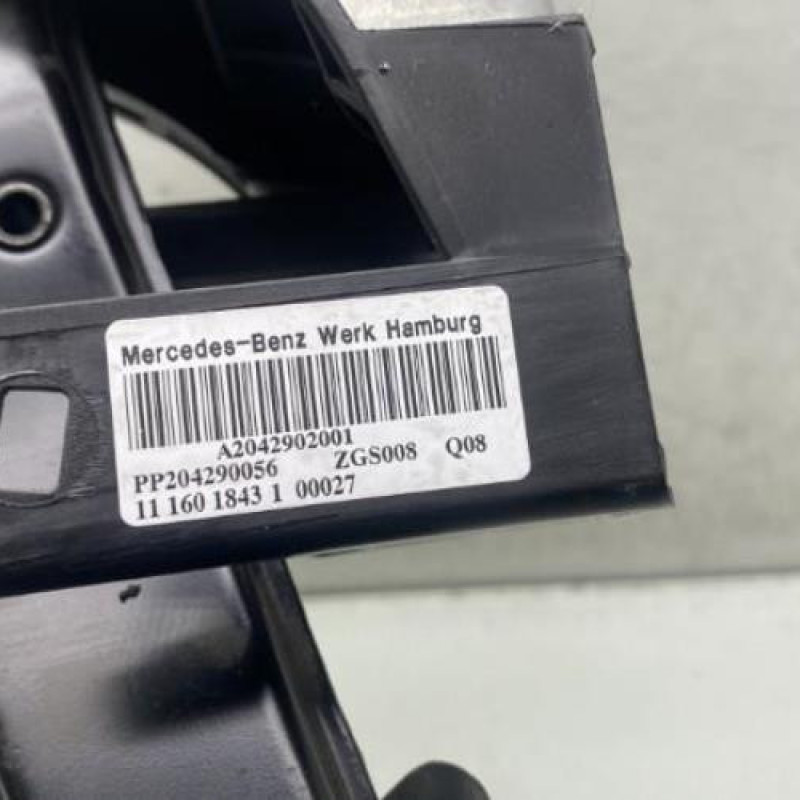 Mercedes-Benz Werk Hamburg
A2042902001
PP204290056 ZGS008 Q08
11 160 1843 1 00027